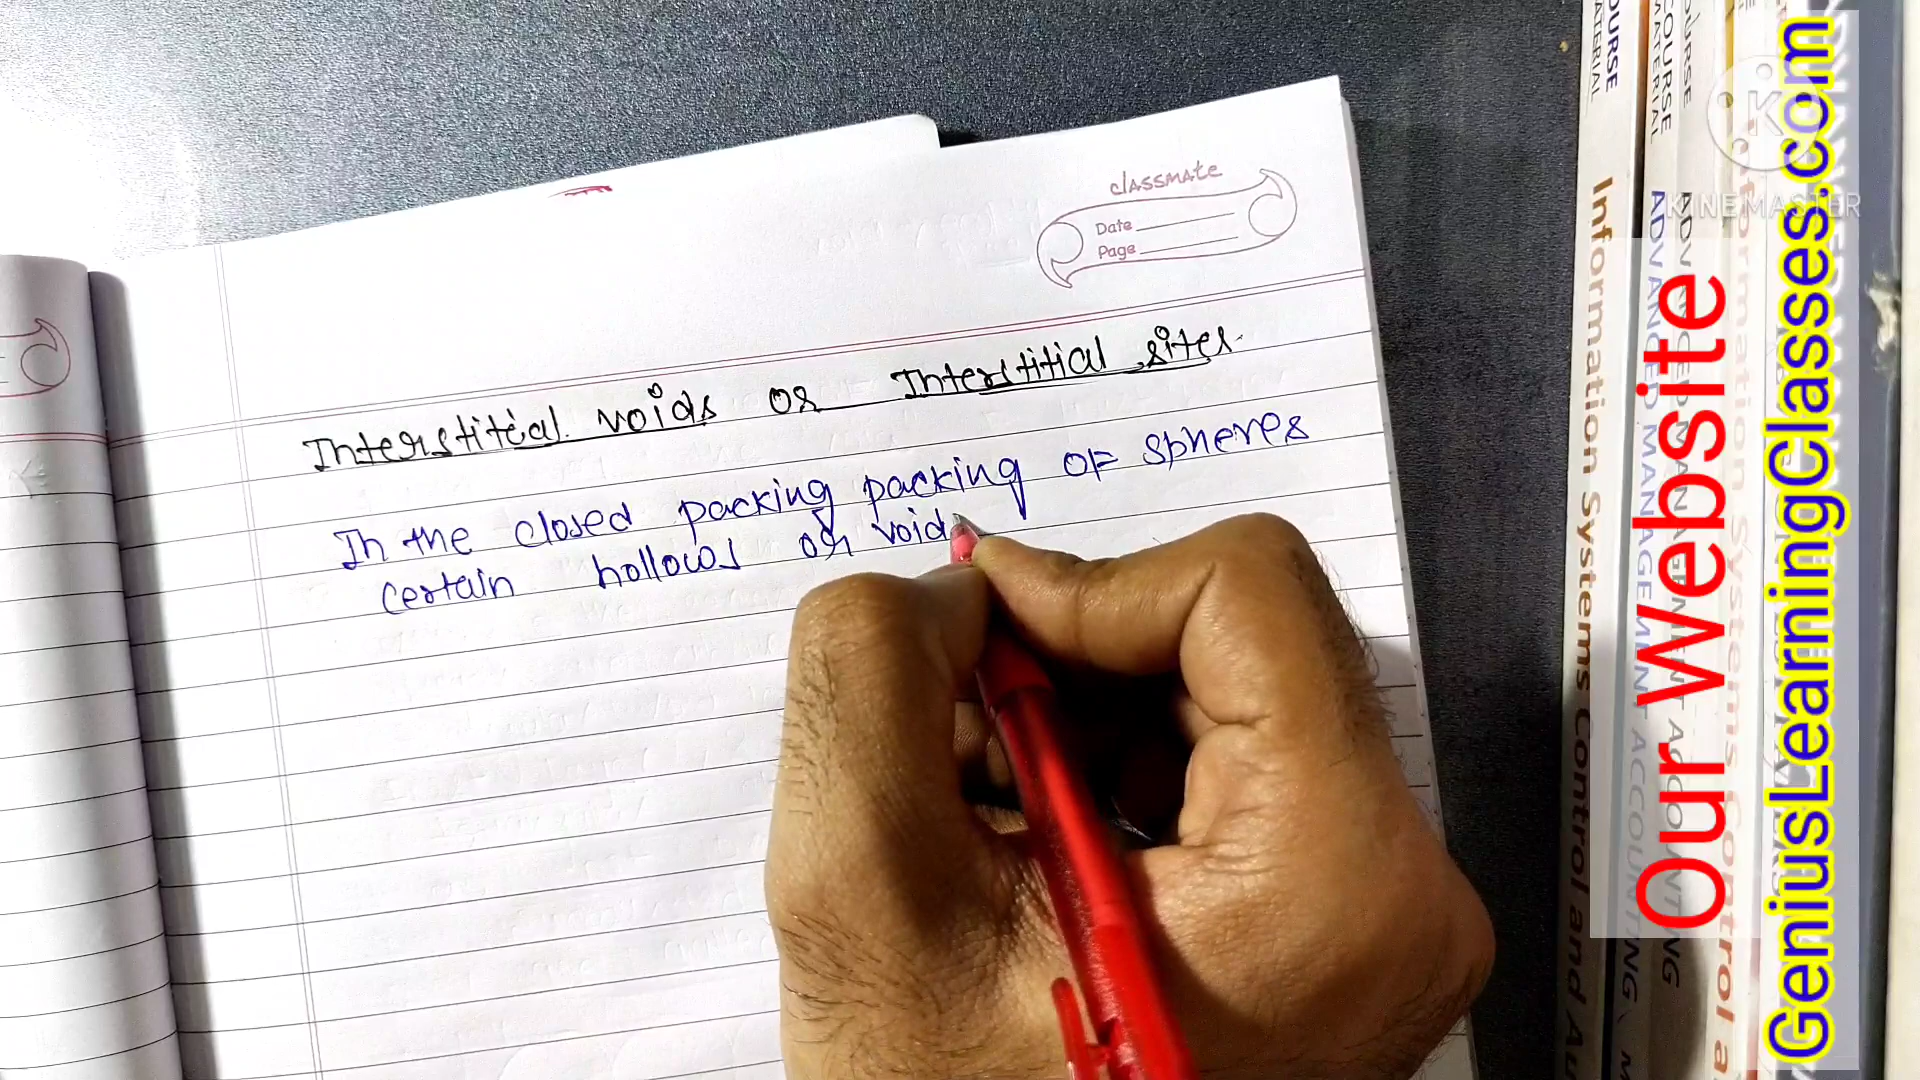 classmate
Date
Page
Interstitial voids or Interstitial sites.
In the closed packing packing of spheres
certain hollows or void
Our Website
GeniusLearningClasses.com
KINEMASTER
COURSE
MATERIAL
ADVANCED MANAGEMENT ACCOUNTING
Information Systems Control and Au